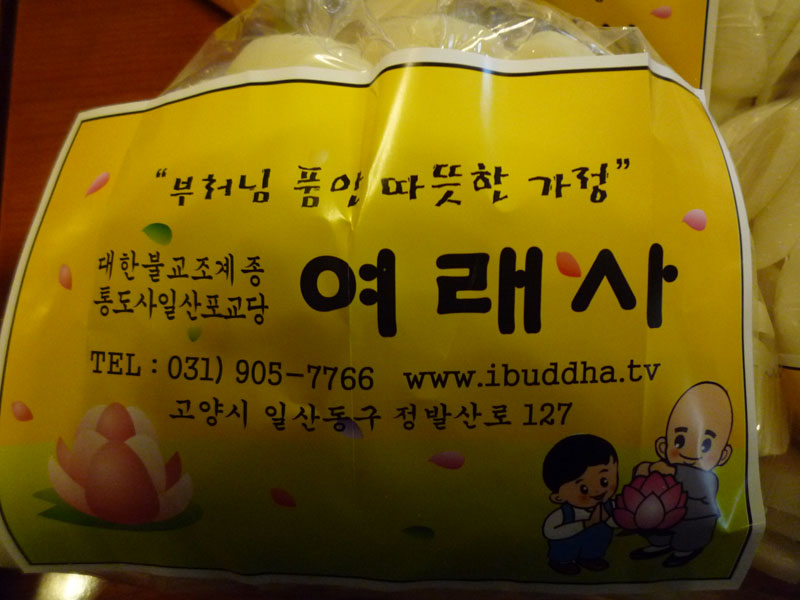 “부처님 품안 따뜻한 가정”
대한불교조계종
통도사일산포교당
여래사
TEL : 031) 905-7766 www.ibuddha.tv
고양시 일산동구 정발산로 127